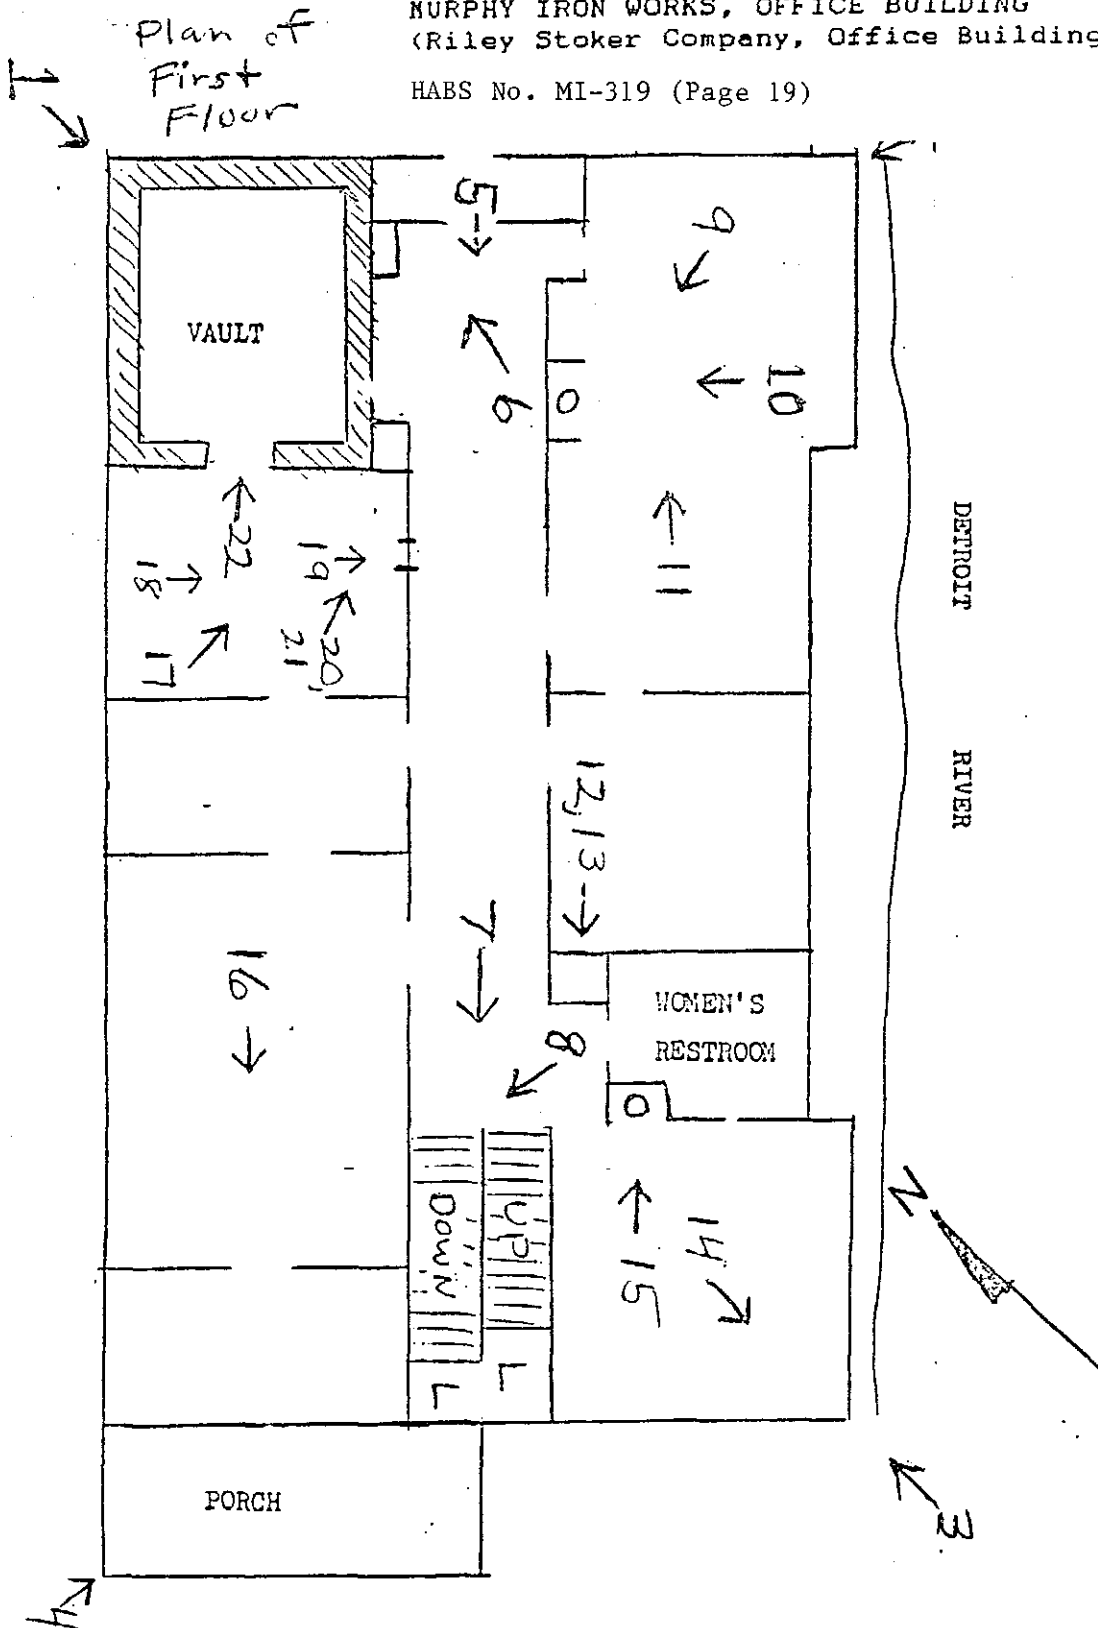 Plan of
First
Floor
MURPHY IRON WORKS, OFFICE BUILDING
(Riley Stoker Company, Office Building
HABS No. MI-319 (Page 19)
1
5
9
VAULT
6
O
10
DETROIT
RIVER
22
19
18
11
20,
21
17
12, 13
7
16
8
WOMEN'S
RESTROOM
O
N
UP
DOWN
14
15
L
L
PORCH
3
4